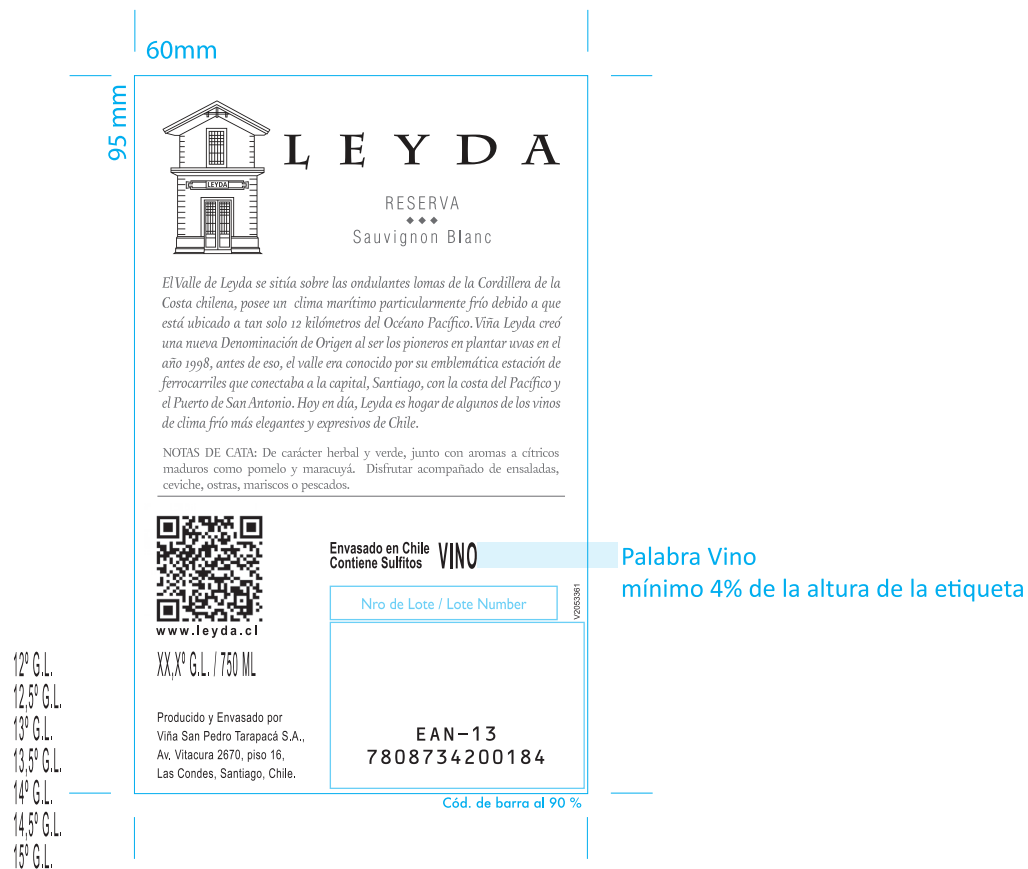 60mm
95 mm
LEYDA
LEYDA
RESERVA
Sauvignon Blanc
El Valle de Leyda se sitúa sobre las ondulantes lomas de la Cordillera de la
Costa chilena, posee un clima marítimo particularmente frío debido a que
está ubicado a tan solo 12 kilómetros del Océano Pacífico. Viña Leyda creó
una nueva Denominación de Origen al ser los pioneros en plantar uvas en el
año 1998, antes de eso, el valle era conocido por su emblemática estación de
ferrocarriles que conectaba a la capital, Santiago, con la costa del Pacífico y
el Puerto de San Antonio. Hoy en día, Leyda es hogar de algunos de los vinos
de clima frío más elegantes y expresivos de Chile.
NOTAS DE CATA: De carácter herbal y verde, junto con aromas a cítricos
maduros como pomelo y maracuyá. Disfrutar acompañado de ensaladas,
ceviche, ostras, mariscos o pescados.
www.leyda.cl
XX,Xº G.L. / 750 ML
Producido y Envasado por
Viña San Pedro Tarapacá S.A.,
Av. Vitacura 2670, piso 16,
Las Condes, Santiago, Chile.
Envasado en Chile
Contiene Sulfitos
VINO
Nro de Lote / Lote Number
V2053361
EAN-13
7808734200184
Cód. de barra al 90 %
Palabra Vino
mínimo 4% de la altura de la etiqueta
12º G.L.
12,5º G.L.
13º G.L.
13,5º G.L.
14º G.L.
14,5º G.L.
15º G.L.